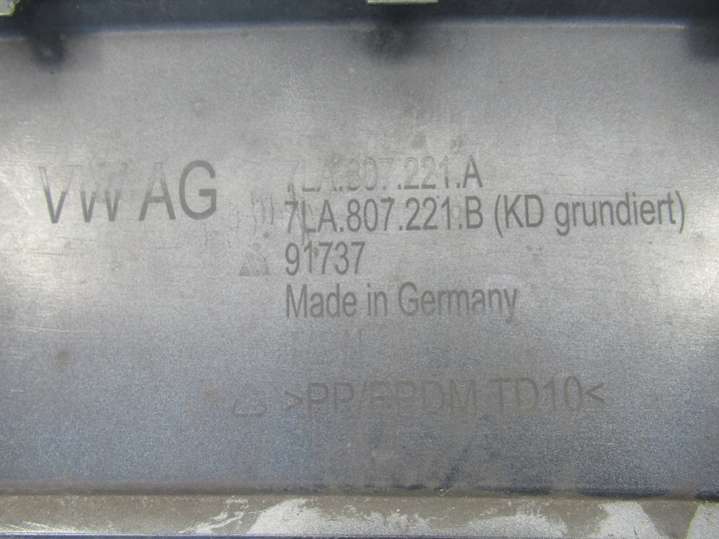 VW AG
7LA.807.221.A
7LA.807.221.B (KD grundiert)
91737
Made in Germany
>PP/EPDM TD10<